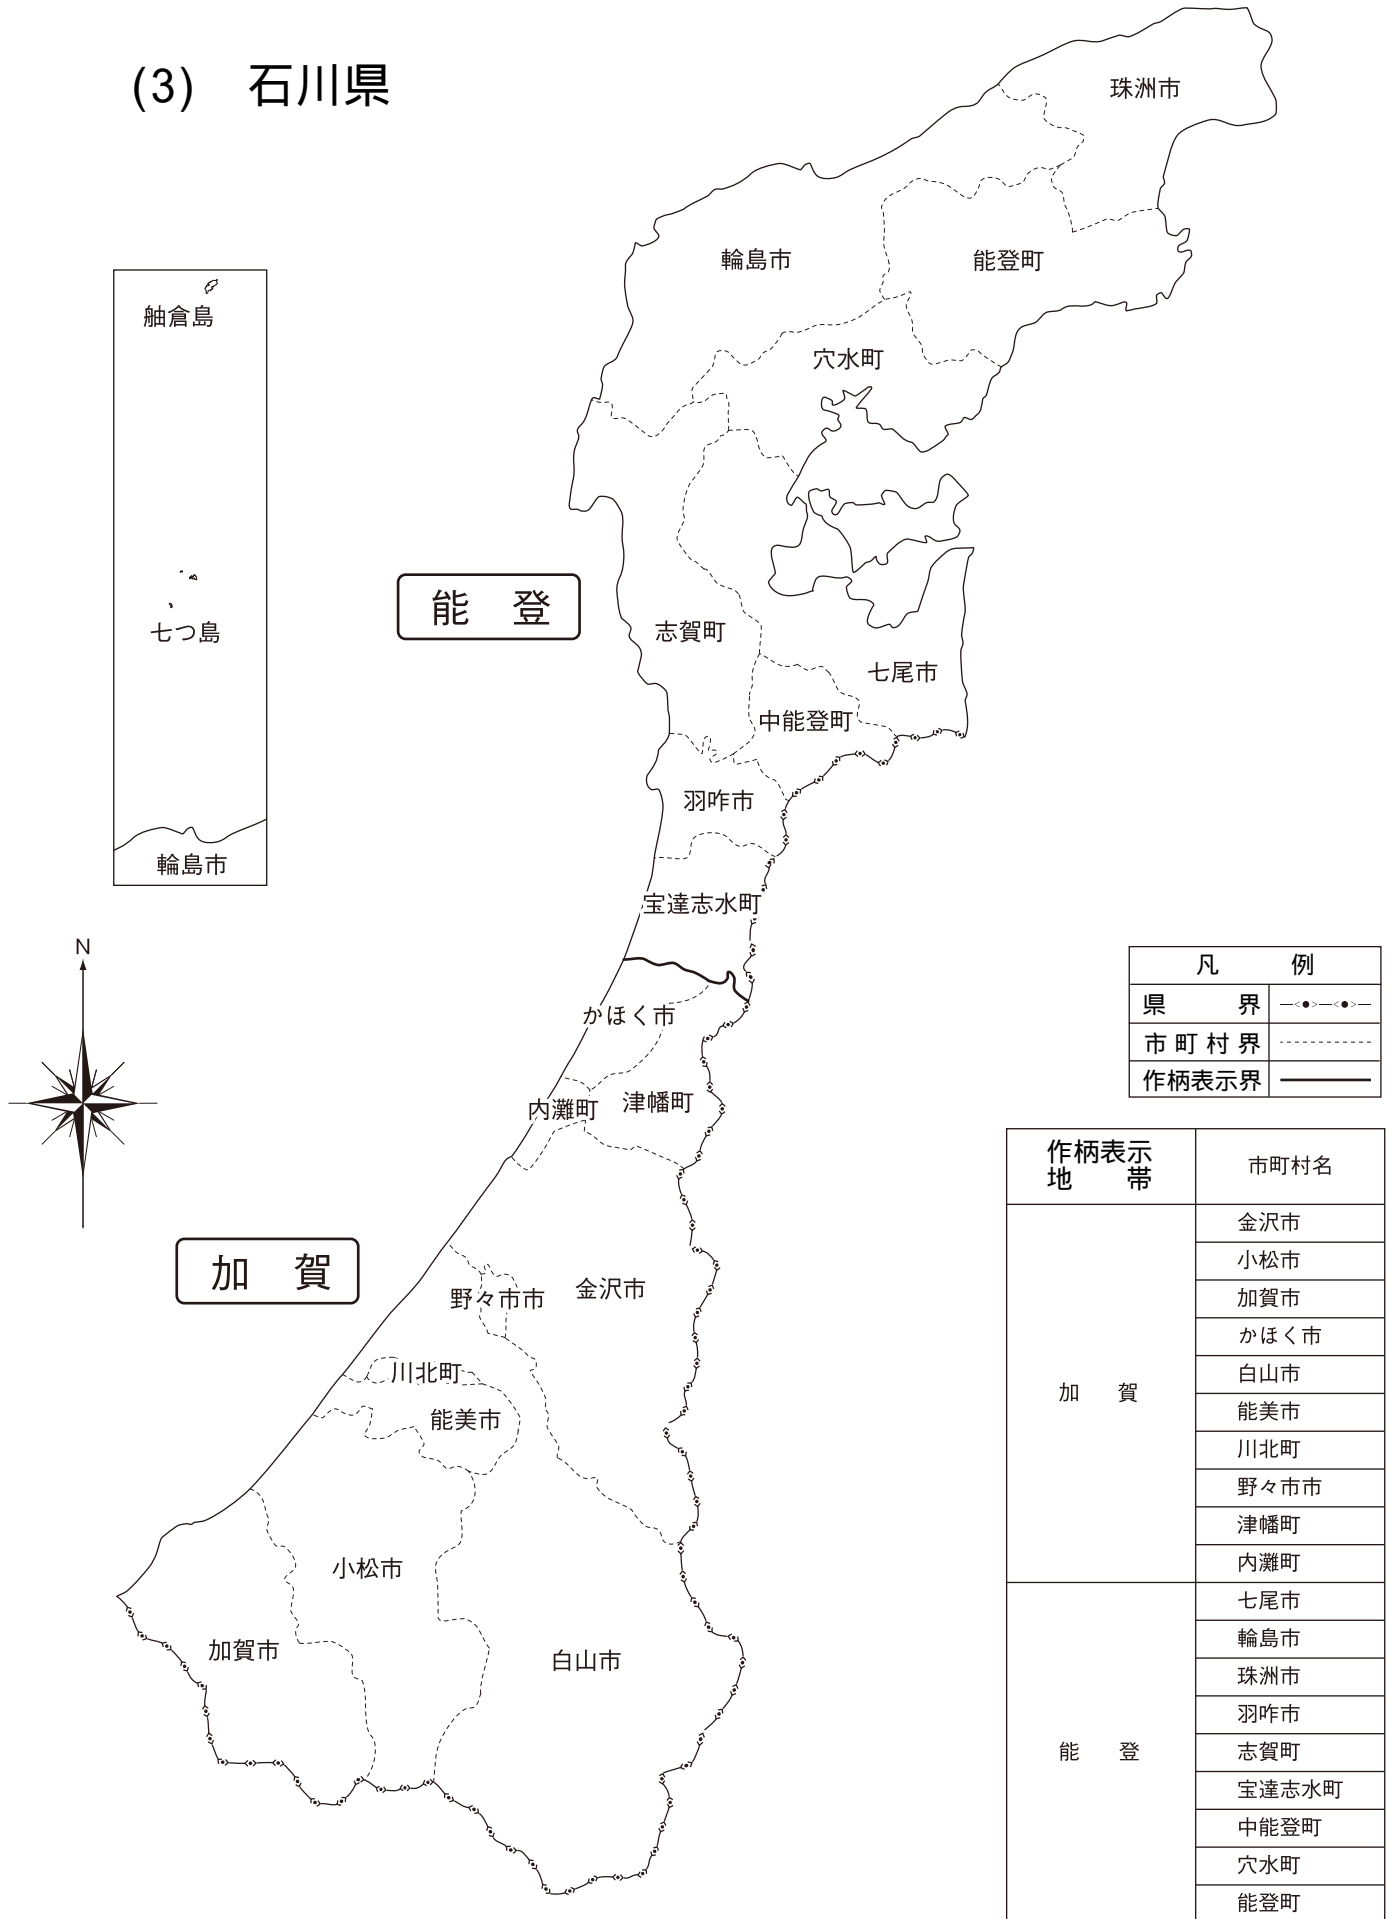 (3)　石川県
珠洲市
輪島市
能登町
舳倉島
穴水町
能　登
七つ島
志賀町
七尾市
中能登町
羽咋市
輪島市
宝達志水町
N
かほく市
内灘町
津幡町
加　賀
金沢市
野々市市
川北町
能美市
小松市
加賀市
白山市
凡　例
県　界
市町村界
作柄表示界
作柄表示
地　帯
市町村名
加　賀
金沢市
小松市
加賀市
かほく市
白山市
能美市
川北町
野々市市
津幡町
内灘町
能　登
七尾市
輪島市
珠洲市
羽咋市
志賀町
宝達志水町
中能登町
穴水町
能登町